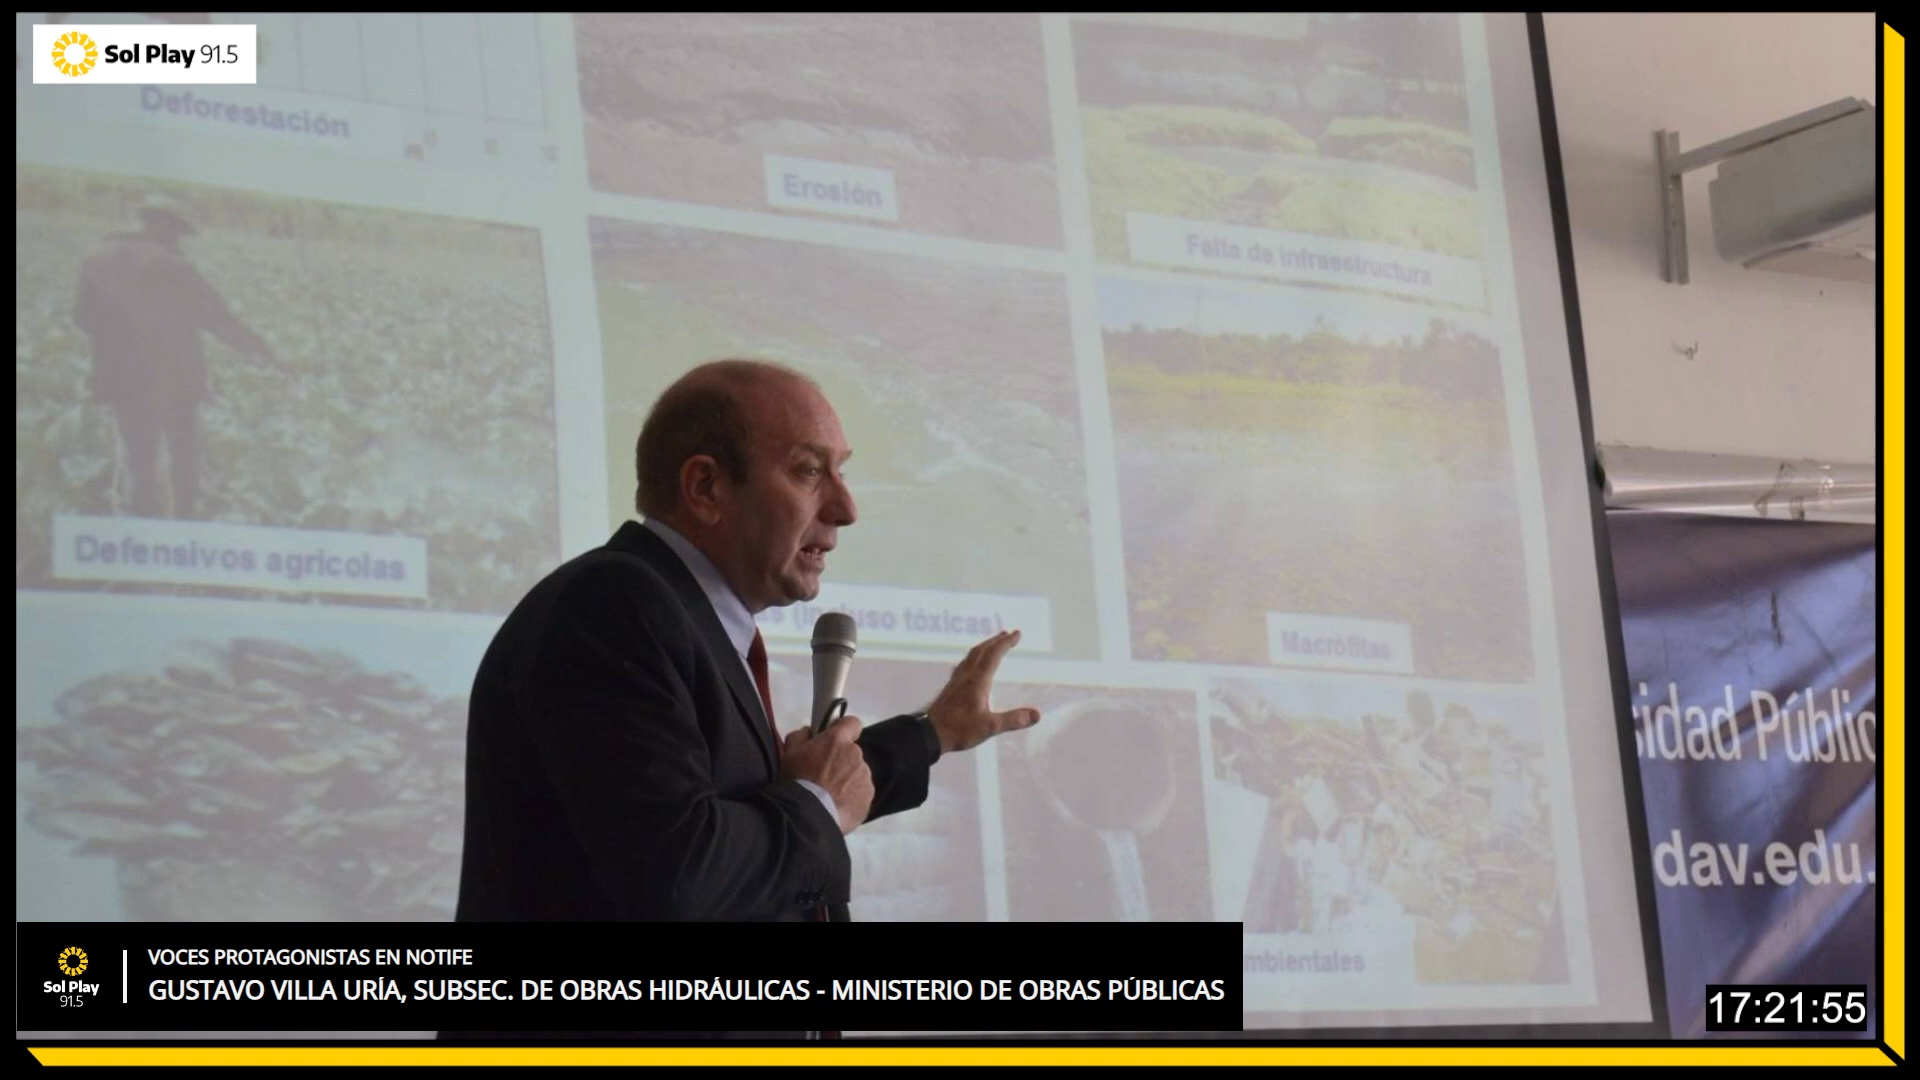 Sol Play 91.5
Deforestación
Erosión
Falta de infraestructura
Defensivos agrícolas
(incluso tóxicas)
Macrófitas
idad Públic
dav.edu.
mbientales
Sol Play
91.5
VOCES PROTAGONISTAS EN NOTIFE
GUSTAVO VILLA URÍA, SUBSEC. DE OBRAS HIDRÁULICAS - MINISTERIO DE OBRAS PÚBLICAS
17:21:55